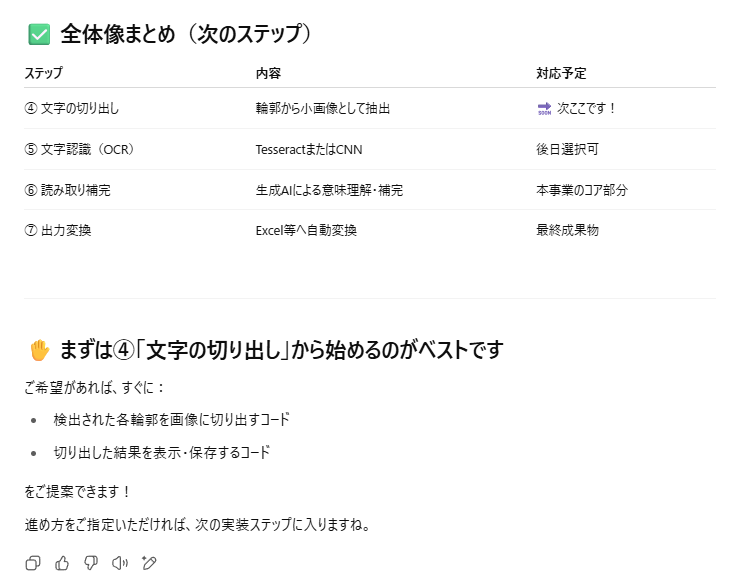 ✅ 全体像まとめ（次のステップ）
ステップ 内容 対応予定
④ 文字の切り出し 輪郭から小画像として抽出 🔜 次ここです！
⑤ 文字認識（OCR） TesseractまたはCNN 後日選択可
⑥ 読み取り補完 生成AIによる意味理解・補完 本事業のコア部分
⑦ 出力変換 Excel等へ自動変換 最終成果物
✋ まずは④「文字の切り出し」から始めるのがベストです
ご希望があれば、すぐに：
• 検出された各輪郭を画像に切り出すコード
• 切り出した結果を表示・保存するコード
をご提案できます！
進め方をご指定いただければ、次の実装ステップに入りますね。